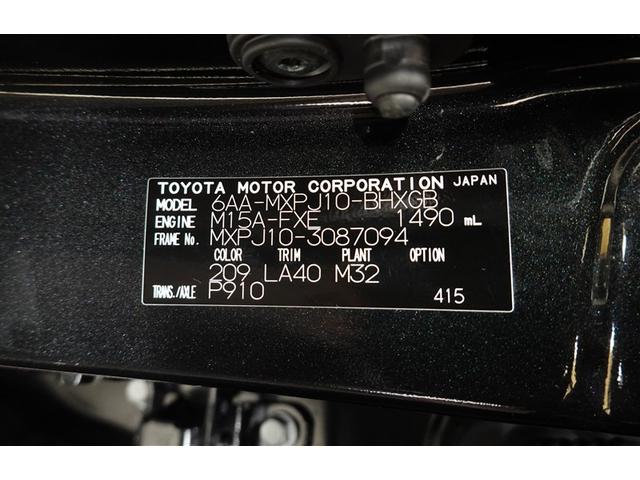 TOYOTA MOTOR CORPORATION JAPAN
MODEL 6AA-MXPJ10-BHXGB
ENGINE M15A-FXE 1490 mL
FRAME No. MXPJ10-3087094
COLOR TRIM PLANT OPTION
209 LA40 M32
TRANS./AXLE P910 415